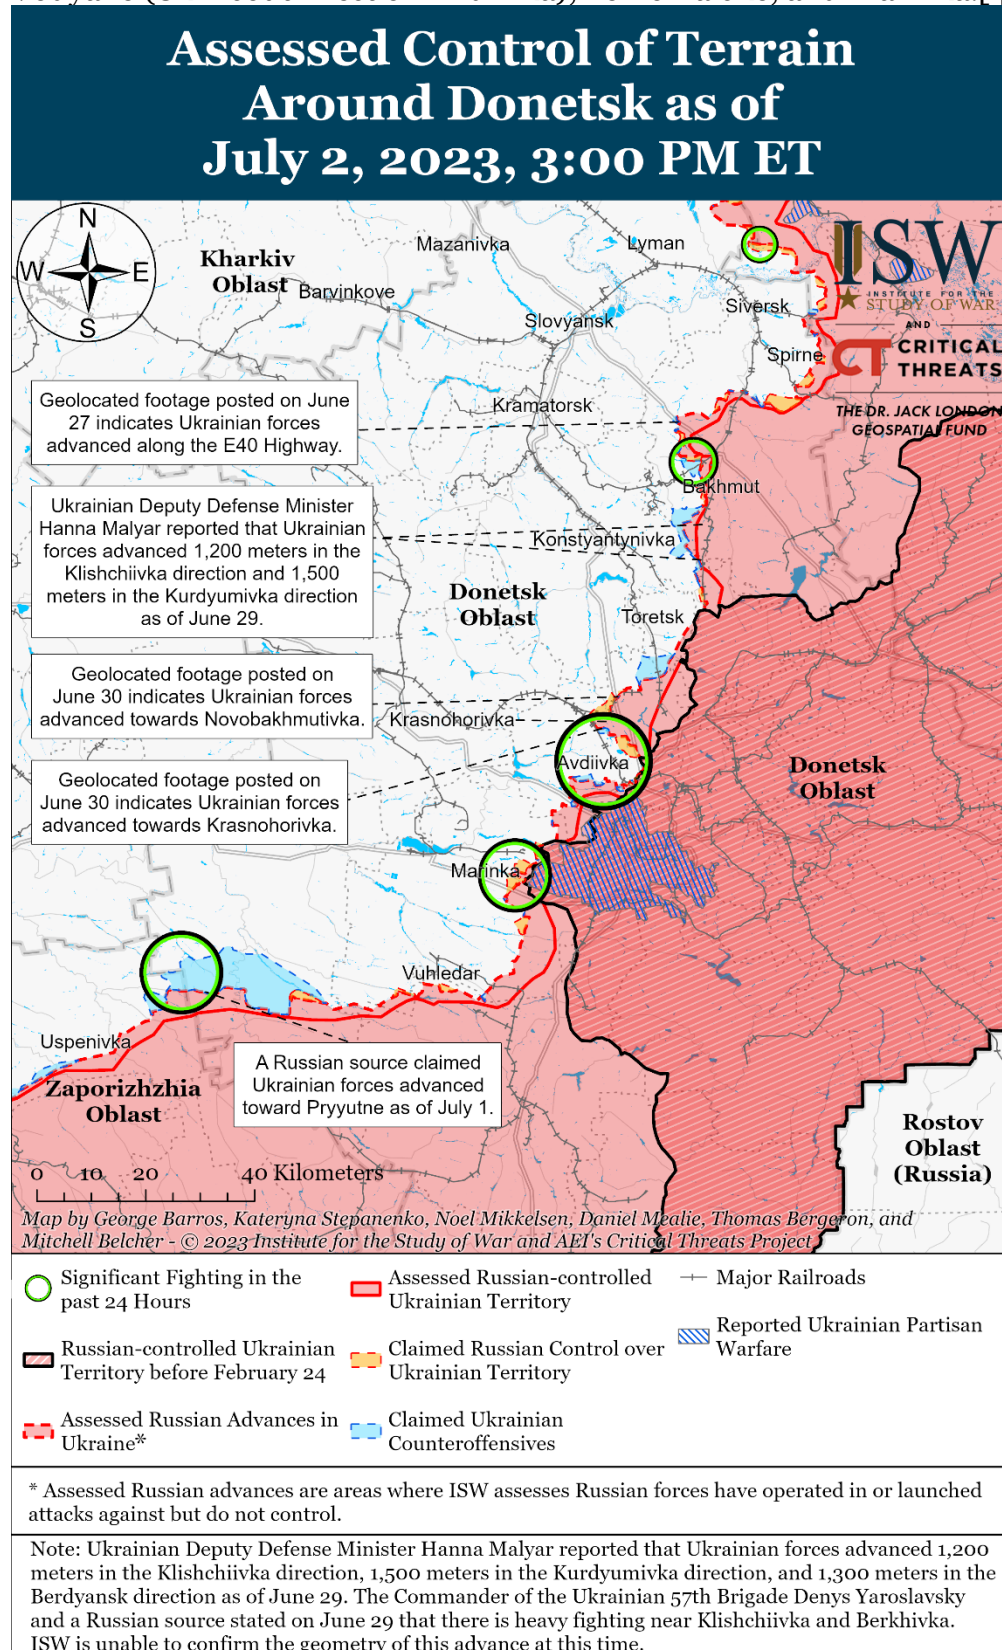 Assessed Control of Terrain
Around Donetsk as of
July 2, 2023, 3:00 PM ET
N
W
E
S
Kharkiv
Oblast
Mazanivka
Lyman
Barvinkove
Slovyansk
Siversk
Spirne
ISW
INSTITUTE FOR THE
STUDY OF WAR
AND
CT CRITICAL
THREATS
THE DR. JACK LONDON
GEOSPATIAL FUND
Geolocated footage posted on June
27 indicates Ukrainian forces
advanced along the E40 Highway.
Kramatorsk
Bakhmut
Ukrainian Deputy Defense Minister
Hanna Malyar reported that Ukrainian
forces advanced 1,200 meters in the
Klishchiivka direction and 1,500
meters in the Kurdyumivka direction
as of June 29.
Konstyantynivka
Donetsk
Oblast
Toretsk
Geolocated footage posted on
June 30 indicates Ukrainian forces
advanced towards Novobakhmutivka.
Krasnohorivka
Avdiivka
Donetsk
Oblast
Geolocated footage posted on
June 30 indicates Ukrainian forces
advanced towards Krasnohorivka.
Marinka
Vuhledar
Uspenivka
A Russian source claimed
Ukrainian forces advanced
toward Pryyutne as of July 1.
Zaporizhzhia
Oblast
Rostov
Oblast
(Russia)
0 10 20 40 Kilometers
Map by George Barros, Kateryna Stepanenko, Noel Mikkelsen, Daniel Mealie, Thomas Bergeron, and
Mitchell Belcher - © 2023 Institute for the Study of War and AEI's Critical Threats Project
Significant Fighting in the
past 24 Hours
Russian-controlled Ukrainian
Territory before February 24
Assessed Russian Advances in
Ukraine*
Assessed Russian-controlled
Ukrainian Territory
Claimed Russian Control over
Ukrainian Territory
Claimed Ukrainian
Counteroffensives
Major Railroads
Reported Ukrainian Partisan
Warfare
* Assessed Russian advances are areas where ISW assesses Russian forces have operated in or launched
attacks against but do not control.
Note: Ukrainian Deputy Defense Minister Hanna Malyar reported that Ukrainian forces advanced 1,200
meters in the Klishchiivka direction, 1,500 meters in the Kurdyumivka direction, and 1,300 meters in the
Berdyansk direction as of June 29. The Commander of the Ukrainian 57th Brigade Denys Yaroslavsky
and a Russian source stated on June 29 that there is heavy fighting near Klishchiivka and Berkhivka.
ISW is unable to confirm the geometry of this advance at this time.